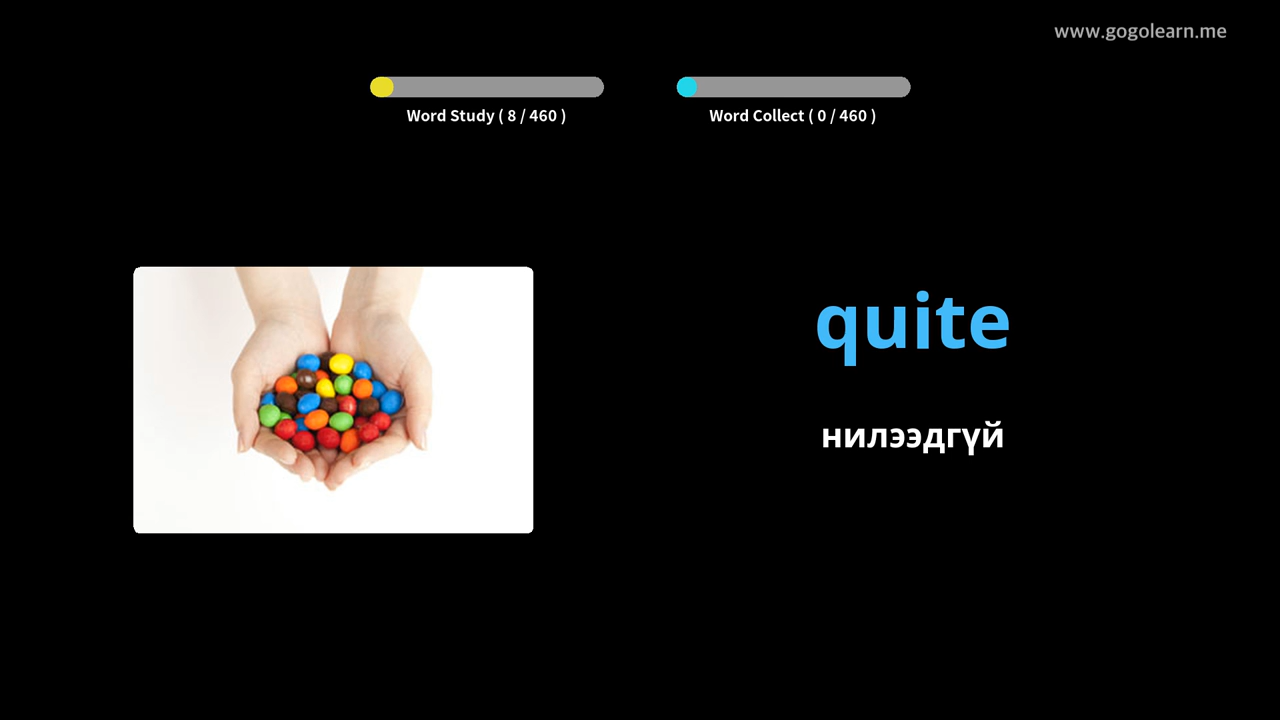 www.gogolearn.me
Word Study ( 8 / 460 )
Word Collect ( 0 / 460 )
quite
нилээдгүй